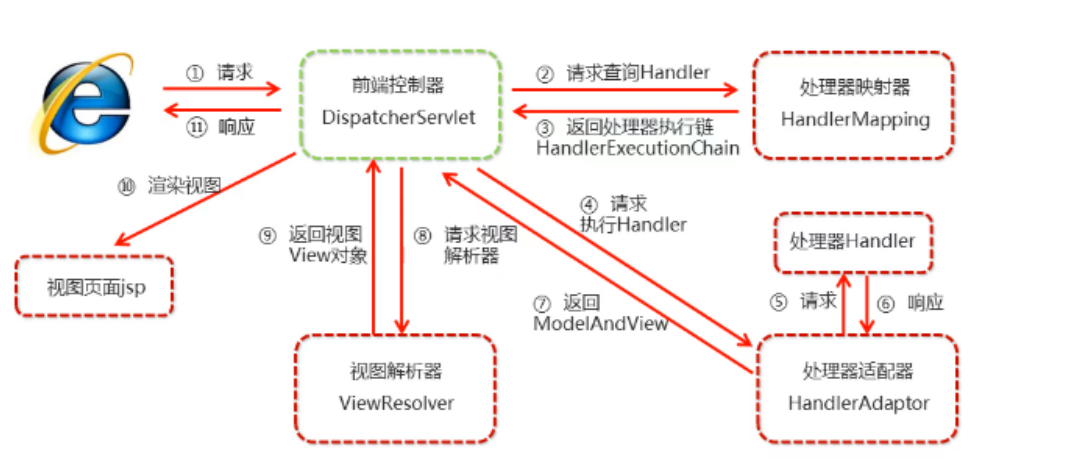 ① 请求
⑪ 响应
前端控制器
DispatcherServlet
② 请求查询Handler
③ 返回处理器执行链
HandlerExecutionChain
处理器映射器
HandlerMapping
⑩ 渲染视图
视图页面jsp
⑨ 返回视图
View对象
⑧ 请求视图
解析器
④ 请求
执行Handler
⑦ 返回
ModelAndView
处理器Handler
⑤ 请求
⑥ 响应
视图解析器
ViewResolver
处理器适配器
HandlerAdaptor